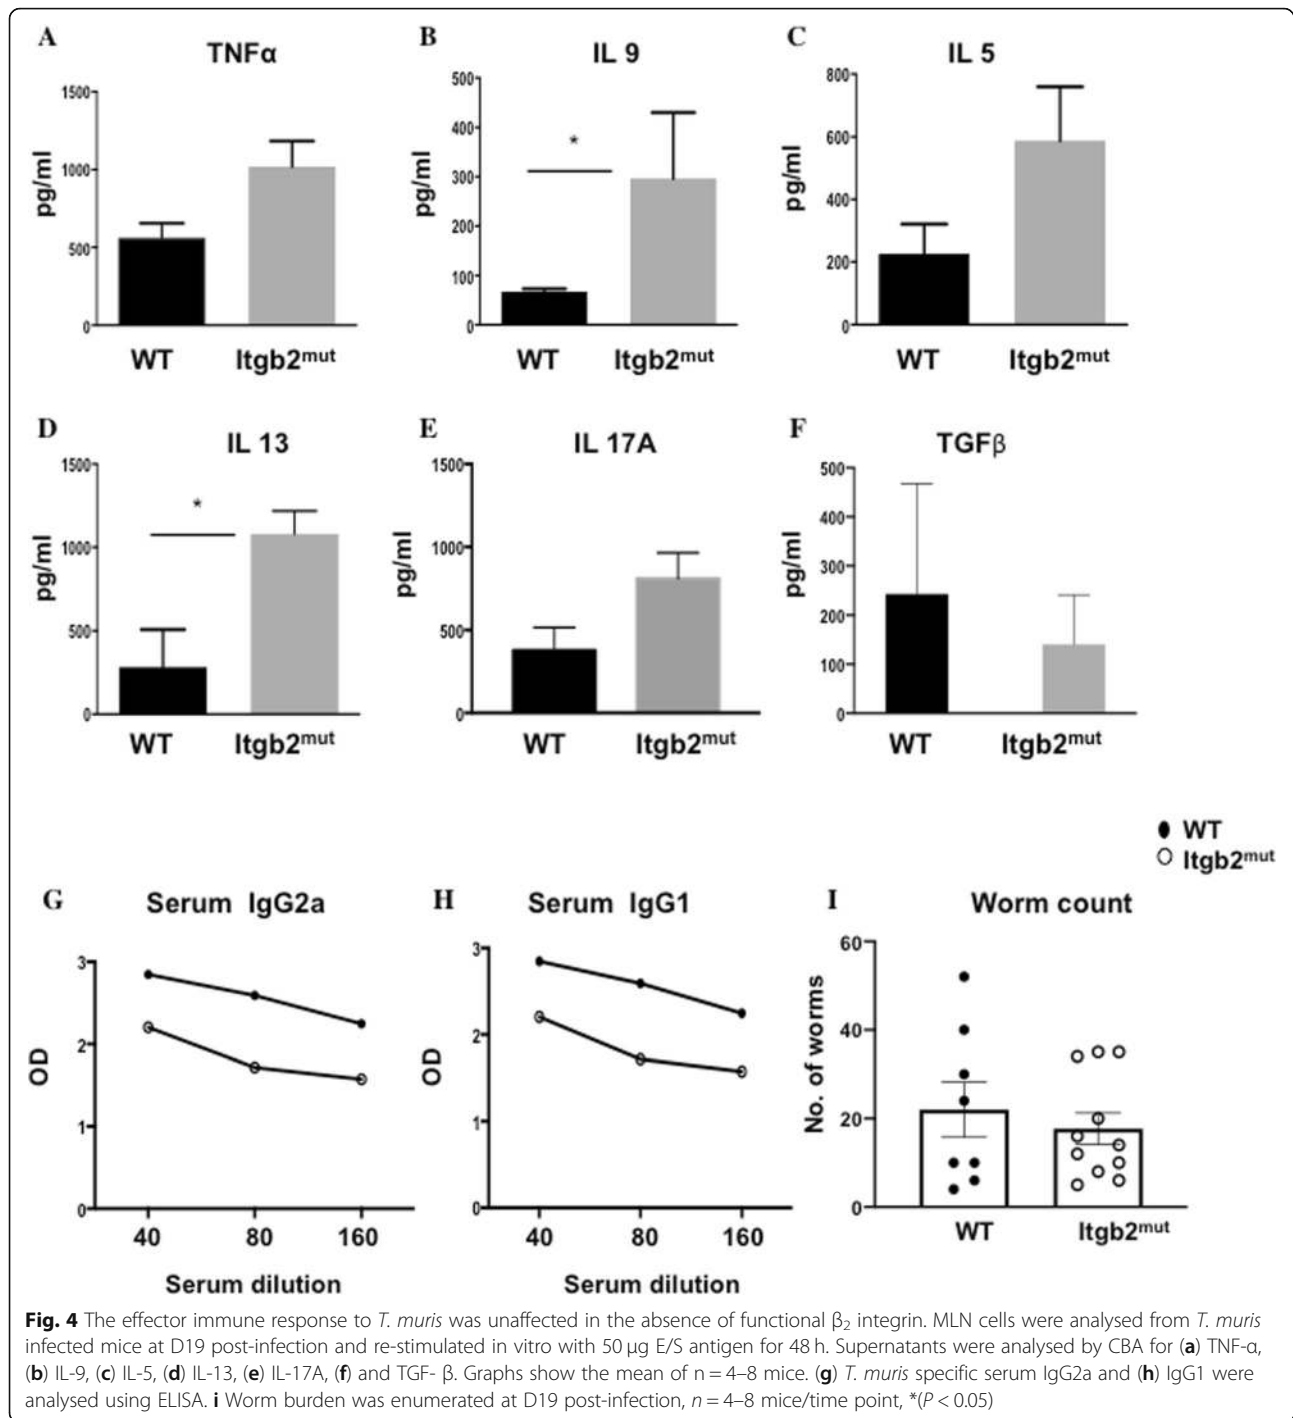 A
TNFα
1500
1000
500
0
pg/ml
WT
Itgb2mut
B
IL 9
500
400
300
200
100
0
pg/ml
*
WT
Itgb2mut
C
IL 5
800
600
400
200
0
pg/ml
WT
Itgb2mut
D
IL 13
1500
1000
500
0
pg/ml
*
WT
Itgb2mut
E
IL 17A
1500
1000
500
0
pg/ml
WT
Itgb2mut
F
TGFβ
500
400
300
200
100
0
pg/ml
WT
Itgb2mut
WT
Itgb2mut
G
Serum IgG2a
3
2
1
0
OD
40 80 160
Serum dilution
H
Serum IgG1
3
2
1
0
OD
40 80 160
Serum dilution
I
Worm count
60
40
20
0
No. of worms
WT
Itgb2mut
Fig. 4 The effector immune response to T. muris was unaffected in the absence of functional β2 integrin. MLN cells were analysed from T. muris
infected mice at D19 post-infection and re-stimulated in vitro with 50 μg E/S antigen for 48 h. Supernatants were analysed by CBA for (a) TNF-α,
(b) IL-9, (c) IL-5, (d) IL-13, (e) IL-17A, (f) and TGF- β. Graphs show the mean of n = 4–8 mice. (g) T. muris specific serum IgG2a and (h) IgG1 were
analysed using ELISA. i Worm burden was enumerated at D19 post-infection, n = 4–8 mice/time point, *(P < 0.05)